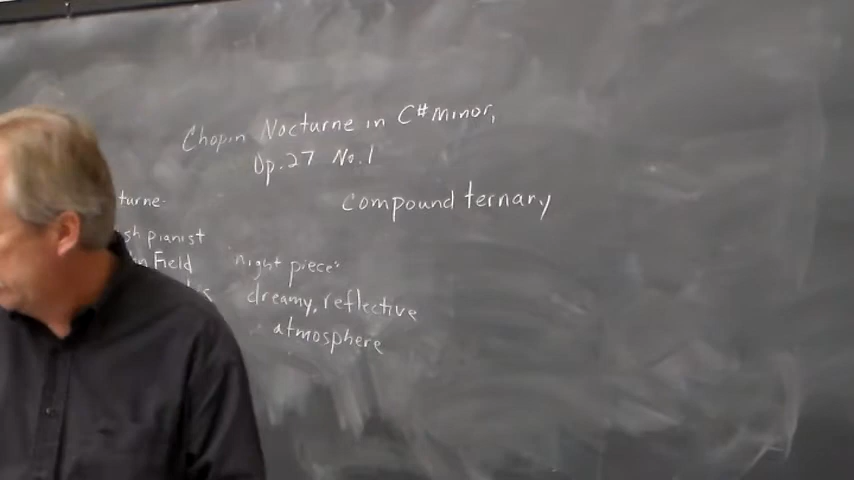 Chopin Nocturne in C# minor,
Op. 27 No. 1
compound ternary
turne-
sh pianist
n Field
"night piece"
dreamy, reflective
atmosphere